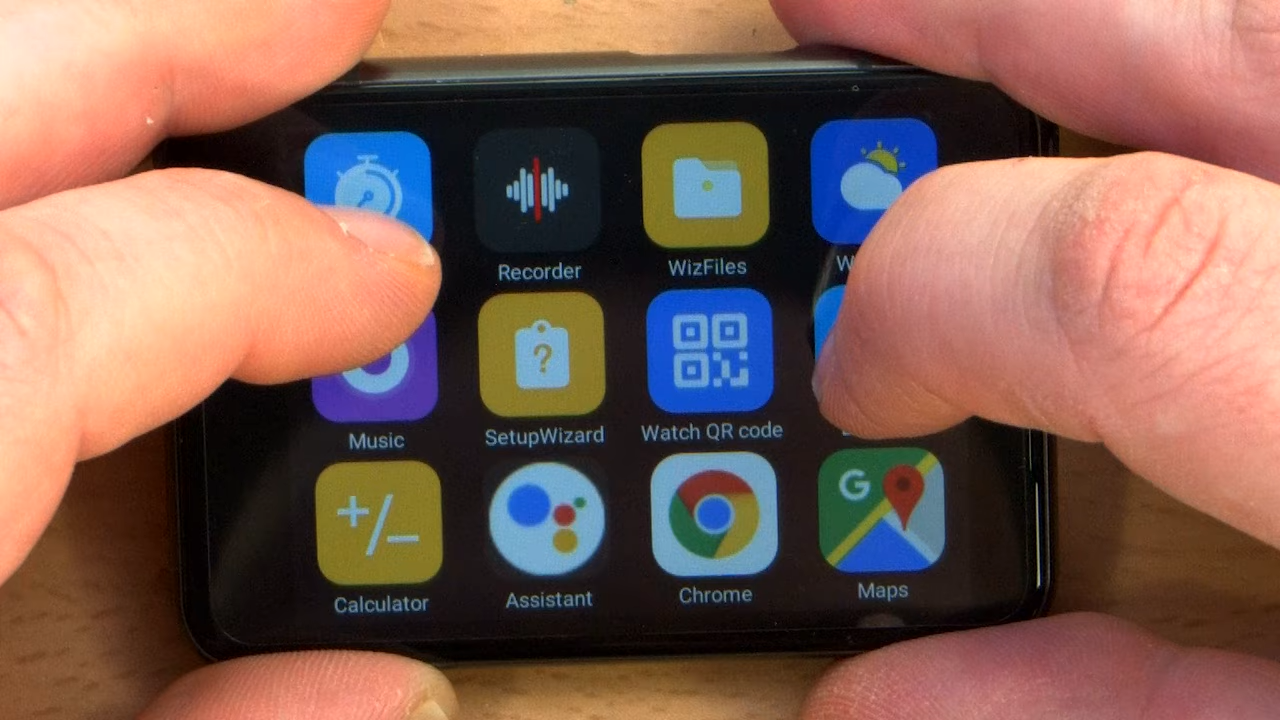 Recorder
WizFiles
W
Music
SetupWizard
Watch QR code
+/−
G
Calculator
Assistant
Chrome
Maps